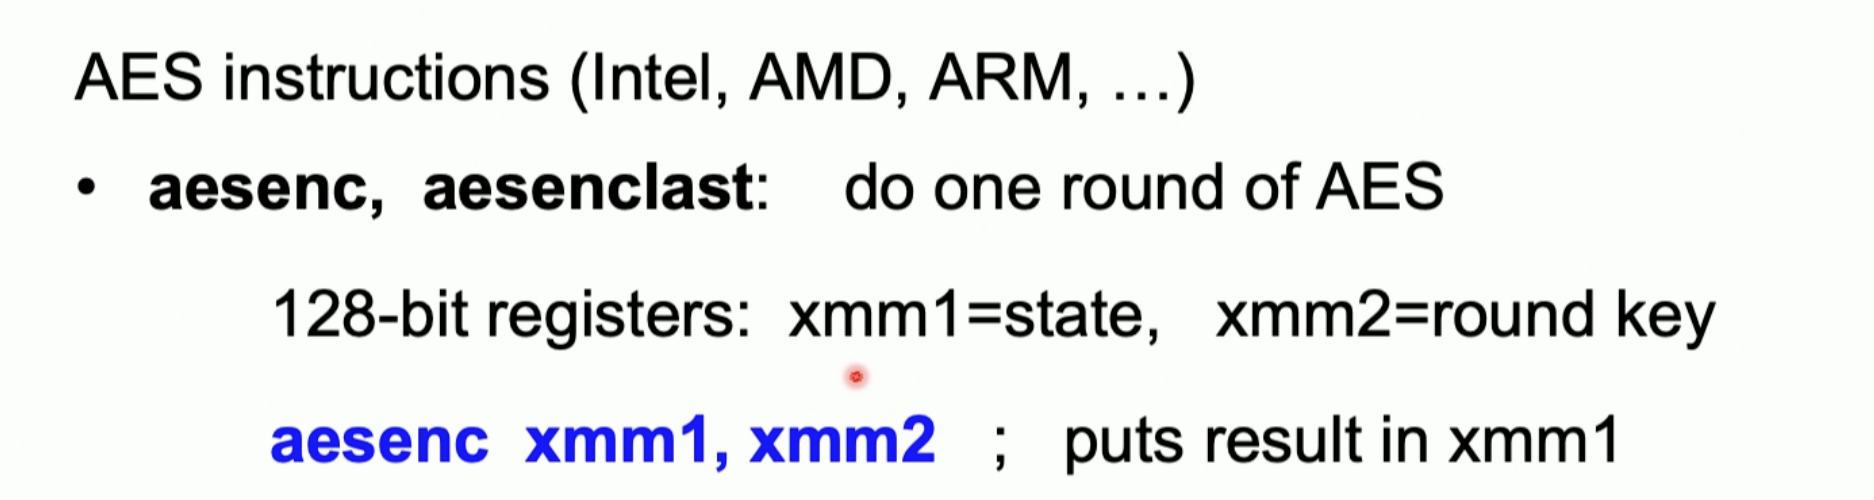 AES instructions (Intel, AMD, ARM, …)
• aesenc, aesenclast: do one round of AES
128-bit registers: xmm1=state, xmm2=round key
aesenc xmm1, xmm2 ; puts result in xmm1